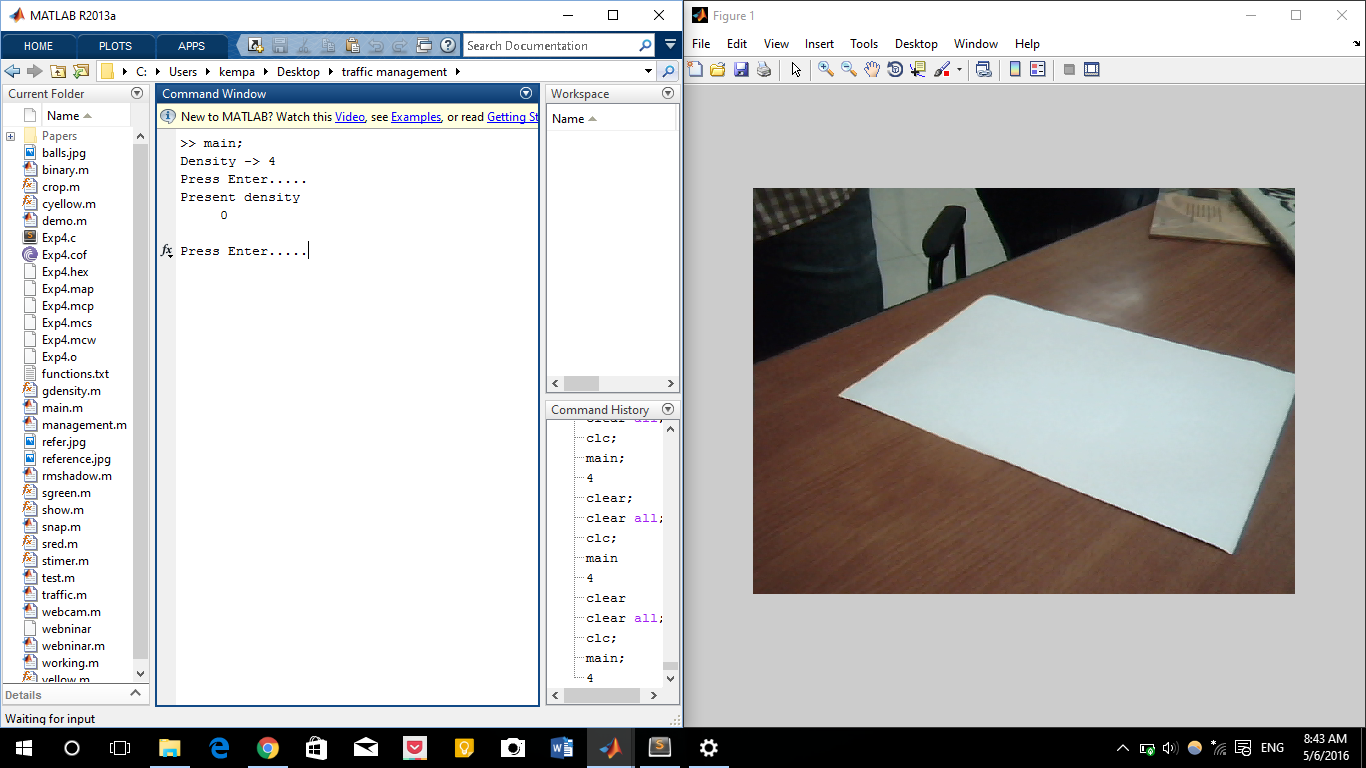 MATLAB R2013a
HOME PLOTS APPS Search Documentation
C: Users kempa Desktop traffic management
Current Folder
Name
Papers
balls.jpg
binary.m
crop.m
cyellow.m
demo.m
Exp4.c
Exp4.cof
Exp4.hex
Exp4.map
Exp4.mcp
Exp4.mcs
Exp4.mcw
Exp4.o
functions.txt
gdensity.m
main.m
management.m
refer.jpg
reference.jpg
rmshadow.m
sgreen.m
show.m
snap.m
sred.m
stimer.m
test.m
traffic.m
webcam.m
webninar
webninar.m
working.m
yellow.m
Details
Waiting for input
Command Window
New to MATLAB? Watch this Video, see Examples, or read Getting St
>> main;
Density -> 4
Press Enter.....
Present density
0
fx Press Enter.....
Workspace
Name
Command History
clear all;
clc;
main;
4
clear;
clear all;
clc;
main
4
clear
clear all;
clc;
main;
4
Figure 1
File Edit View Insert Tools Desktop Window Help
ENG
8:43 AM
5/6/2016